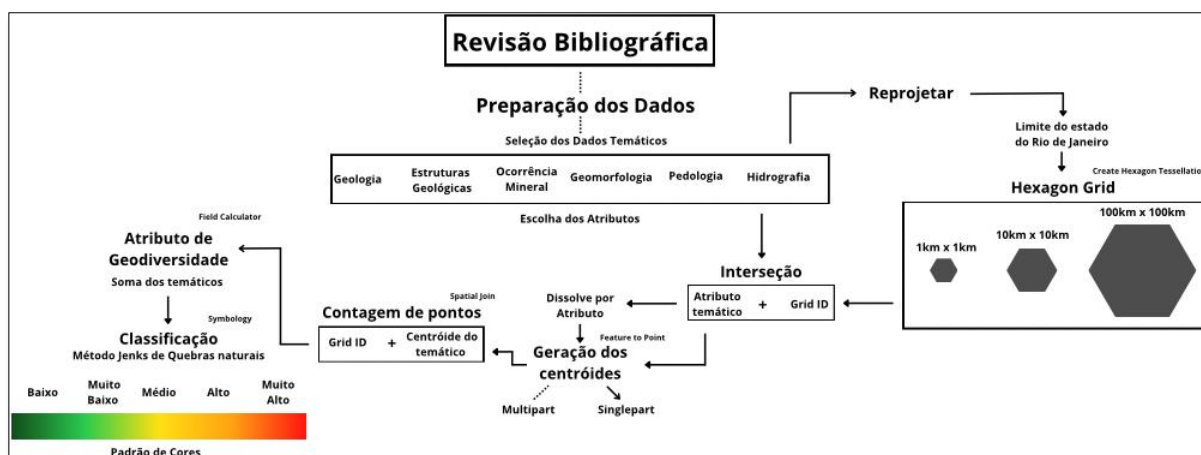 Revisão Bibliográfica
Preparação dos Dados
Seleção dos Dados Temáticos
Geologia
Estruturas
Geológicas
Ocorrência
Mineral
Geomorfologia
Pedologia
Hidrografia
Escolha dos Atributos
Reprojetar
Limite do estado
do Rio de Janeiro
Create Hexagon Tessellatio
Hexagon Grid
1km x 1km
10km x 10km
100km x 100km
Interseção
Atributo
temático
+
Grid ID
Dissolve por
Atributo
Feature to Point
Geração dos
centróides
Multipart
Singlepart
Spatial Join
Contagem de pontos
Grid ID
+
Centróide do
temático
Field Calculator
Atributo de
Geodiversidade
Soma dos temáticos
Symbology
Classificação
Método Jenks de Quebras naturais
Baixo
Muito
Baixo
Médio
Alto
Muito
Alto
Padrão de Cores